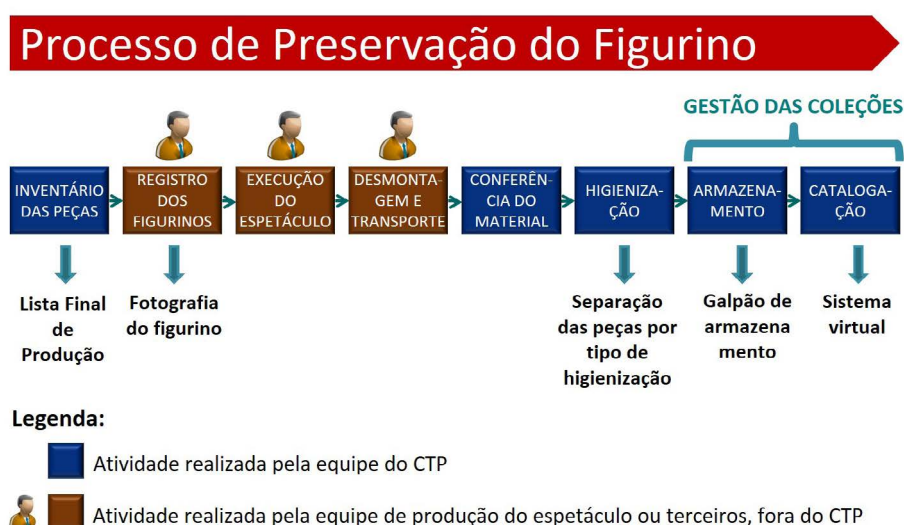 Processo de Preservação do Figurino
GESTÃO DAS COLEÇÕES
INVENTÁRIO
DAS PEÇAS
REGISTRO
DOS
FIGURINOS
EXECUÇÃO
DO
ESPETÁCULO
DESMONTA-
GEM E
TRANSPORTE
CONFERÊN-
CIA DO
MATERIAL
HIGIENIZA-
ÇÃO
ARMAZENA-
MENTO
CATALOGA-
ÇÃO
Lista Final
de
Produção
Fotografia
do figurino
Separação
das peças por
tipo de
higienização
Galpão de
armazena
mento
Sistema
virtual
Legenda:
Atividade realizada pela equipe do CTP
Atividade realizada pela equipe de produção do espetáculo ou terceiros, fora do CTP